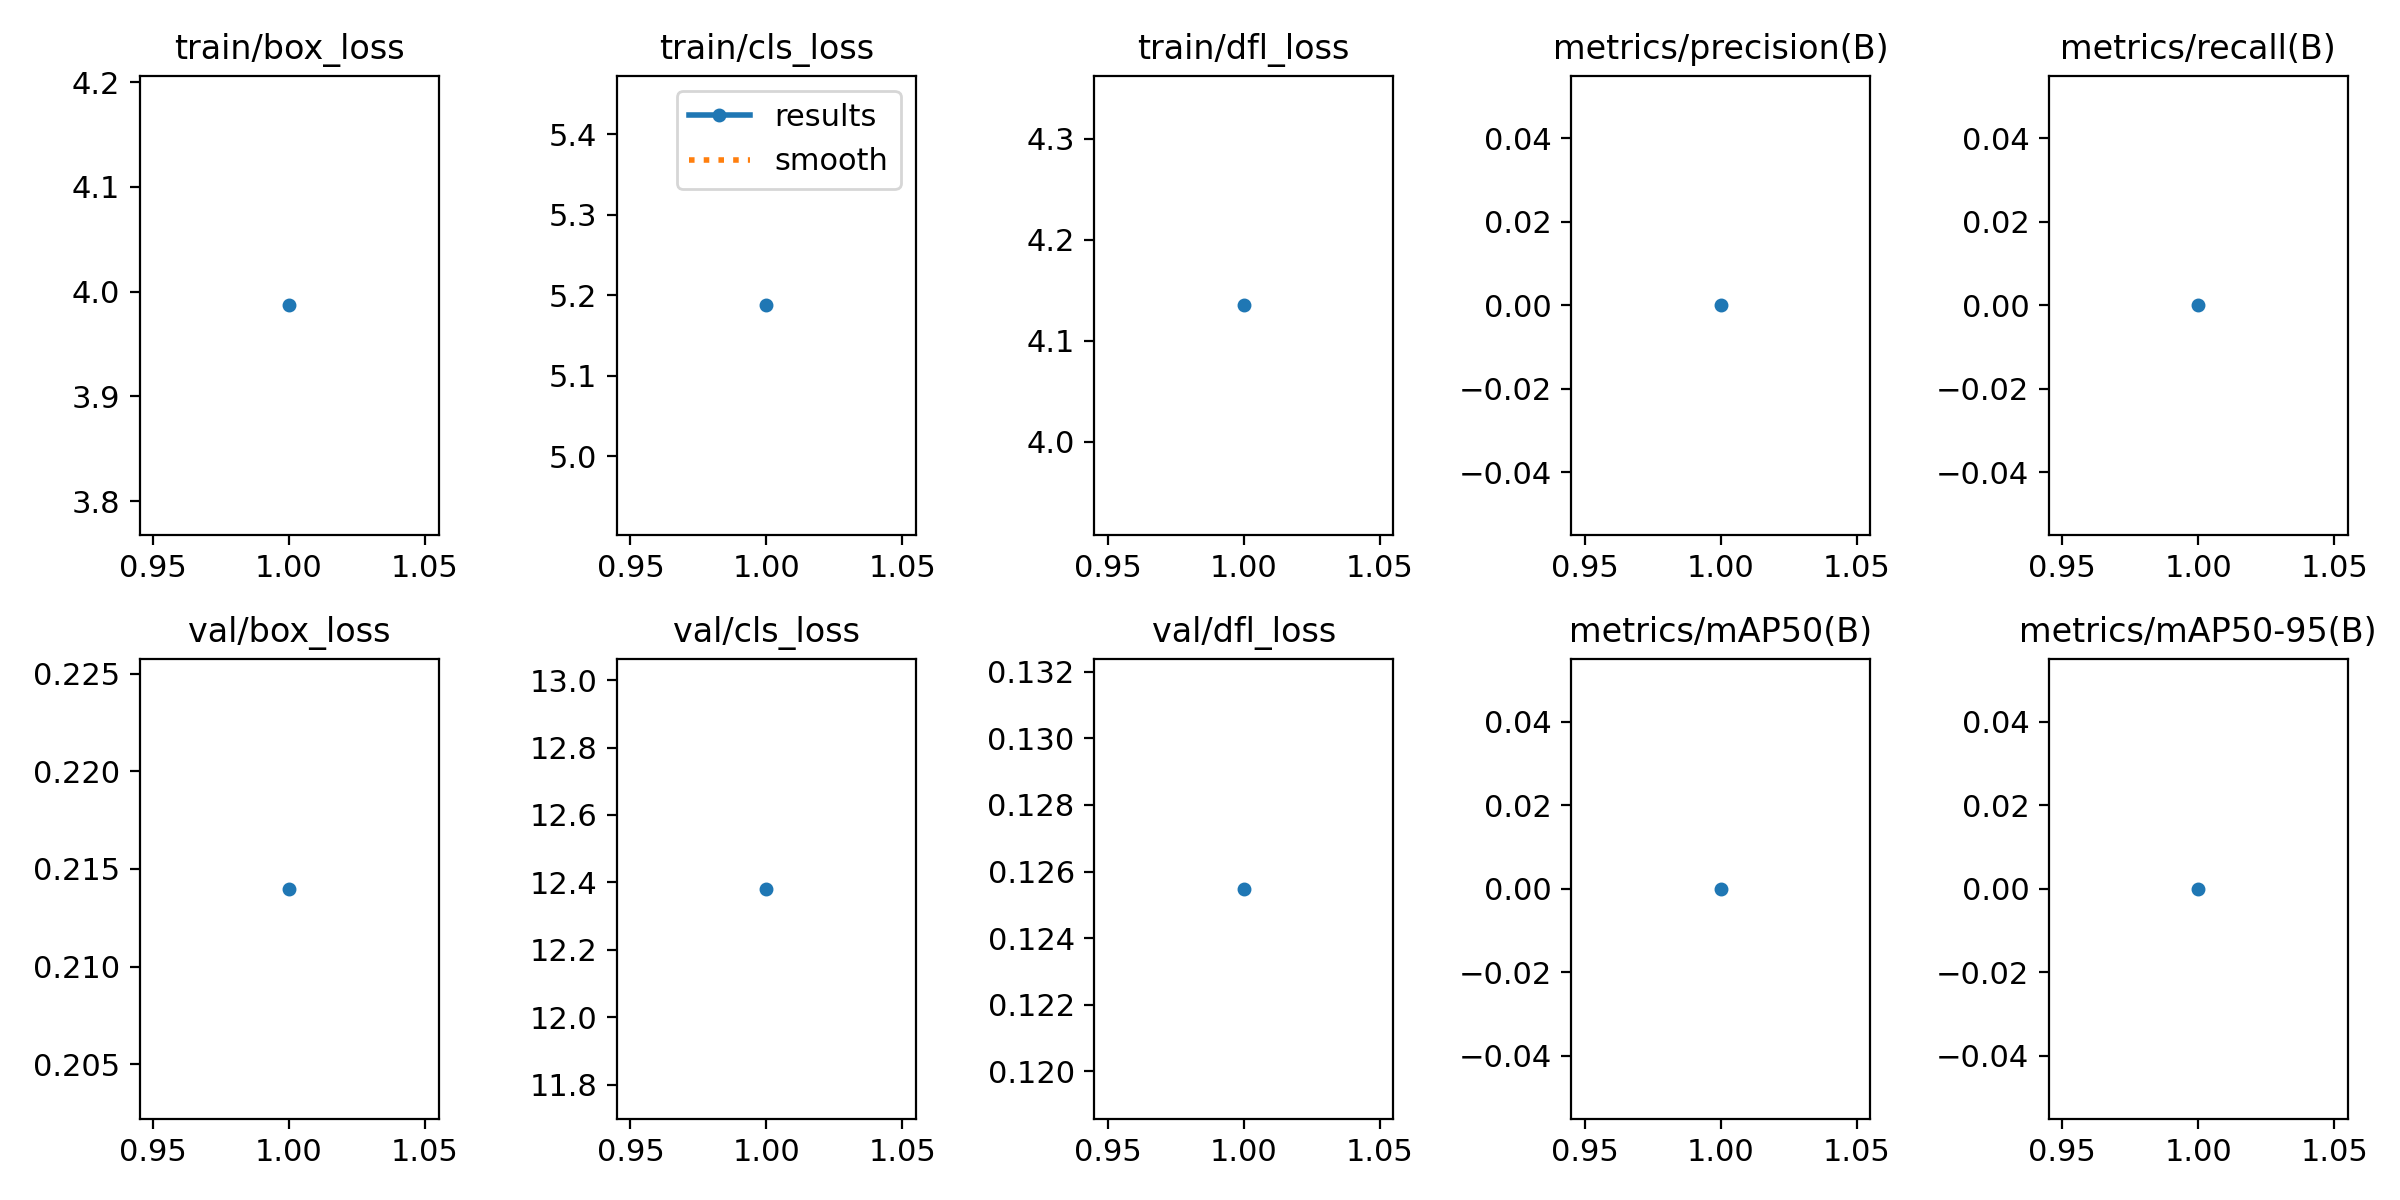 train/box_loss
4.2
4.1
4.0
3.9
3.8
0.95 1.00 1.05
train/cls_loss
results
smooth
5.4
5.3
5.2
5.1
5.0
0.95 1.00 1.05
train/dfl_loss
4.3
4.2
4.1
4.0
0.95 1.00 1.05
metrics/precision(B)
0.04
0.02
0.00
−0.02
−0.04
0.95 1.00 1.05
metrics/recall(B)
0.04
0.02
0.00
−0.02
−0.04
0.95 1.00 1.05
val/box_loss
0.225
0.220
0.215
0.210
0.205
0.95 1.00 1.05
val/cls_loss
13.0
12.8
12.6
12.4
12.2
12.0
11.8
0.95 1.00 1.05
val/dfl_loss
0.132
0.130
0.128
0.126
0.124
0.122
0.120
0.95 1.00 1.05
metrics/mAP50(B)
0.04
0.02
0.00
−0.02
−0.04
0.95 1.00 1.05
metrics/mAP50-95(B)
0.04
0.02
0.00
−0.02
−0.04
0.95 1.00 1.05